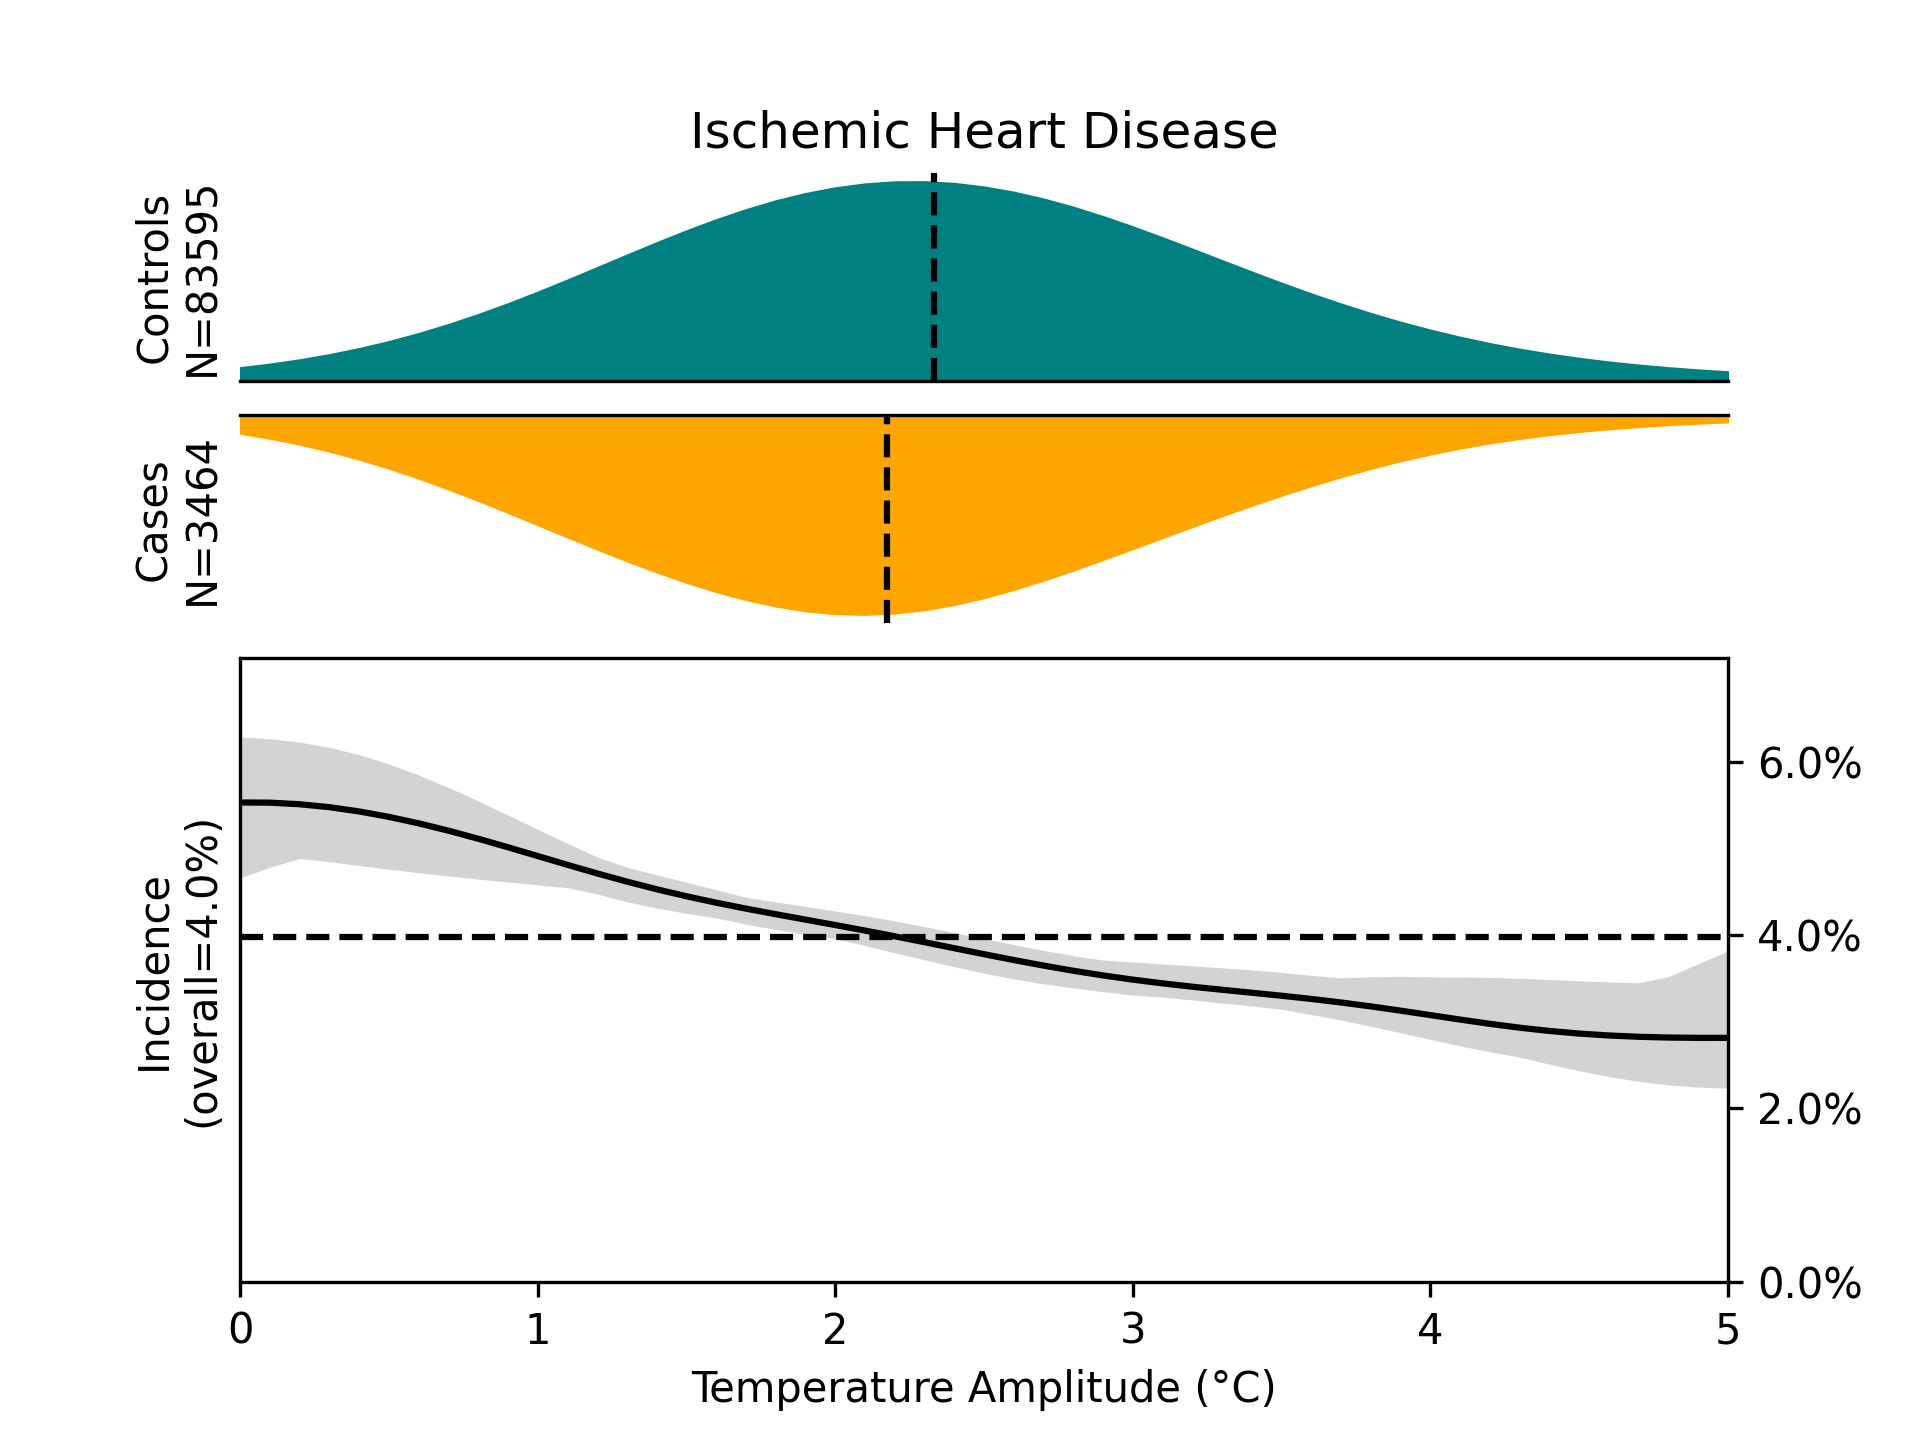 Ischemic Heart Disease
Controls
N=83595
Cases
N=3464
Incidence
(overall=4.0%)
6.0%
4.0%
2.0%
0.0%
0 1 2 3 4 5
Temperature Amplitude (°C)